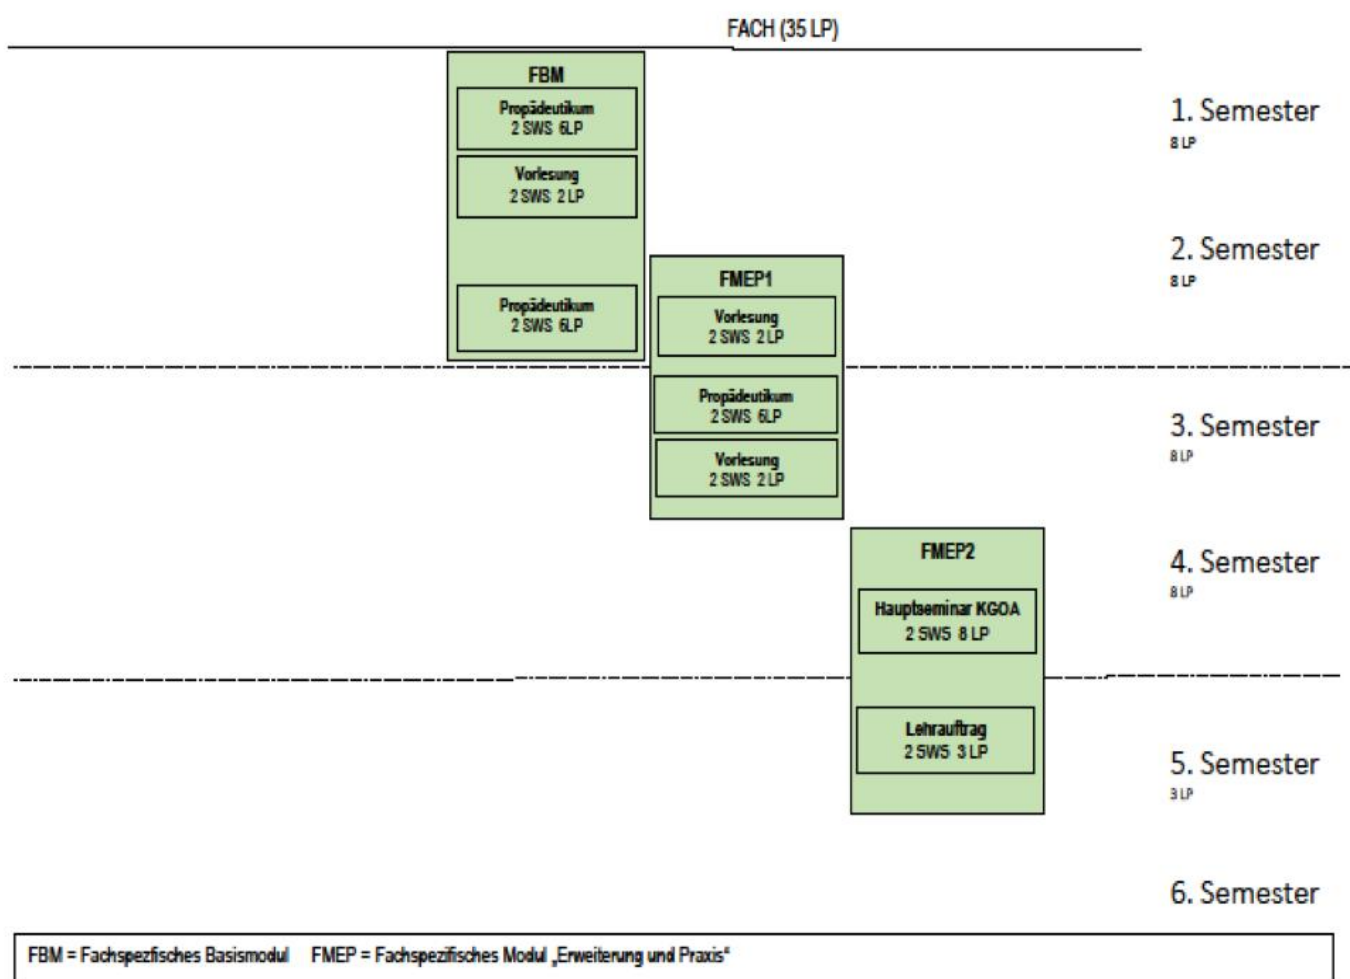 FACH (35 LP)
FBM
Propädeutikum
2 SWS 6LP
Vorlesung
2 SWS 2 LP
1. Semester
8 LP
Propädeutikum
2 SWS 6LP
FMEP1
Vorlesung
2 SWS 2 LP
2. Semester
8 LP
Propädeutikum
2 SWS 6LP
Vorlesung
2 SWS 2 LP
3. Semester
8 LP
FMEP2
Hauptseminar KGOA
2 SWS 8 LP
4. Semester
8 LP
Lehrauftrag
2 SWS 3 LP
5. Semester
3 LP
6. Semester
FBM = Fachspezfisches Basismodul FMEP = Fachspezifisches Modul „Erweiterung und Praxis“